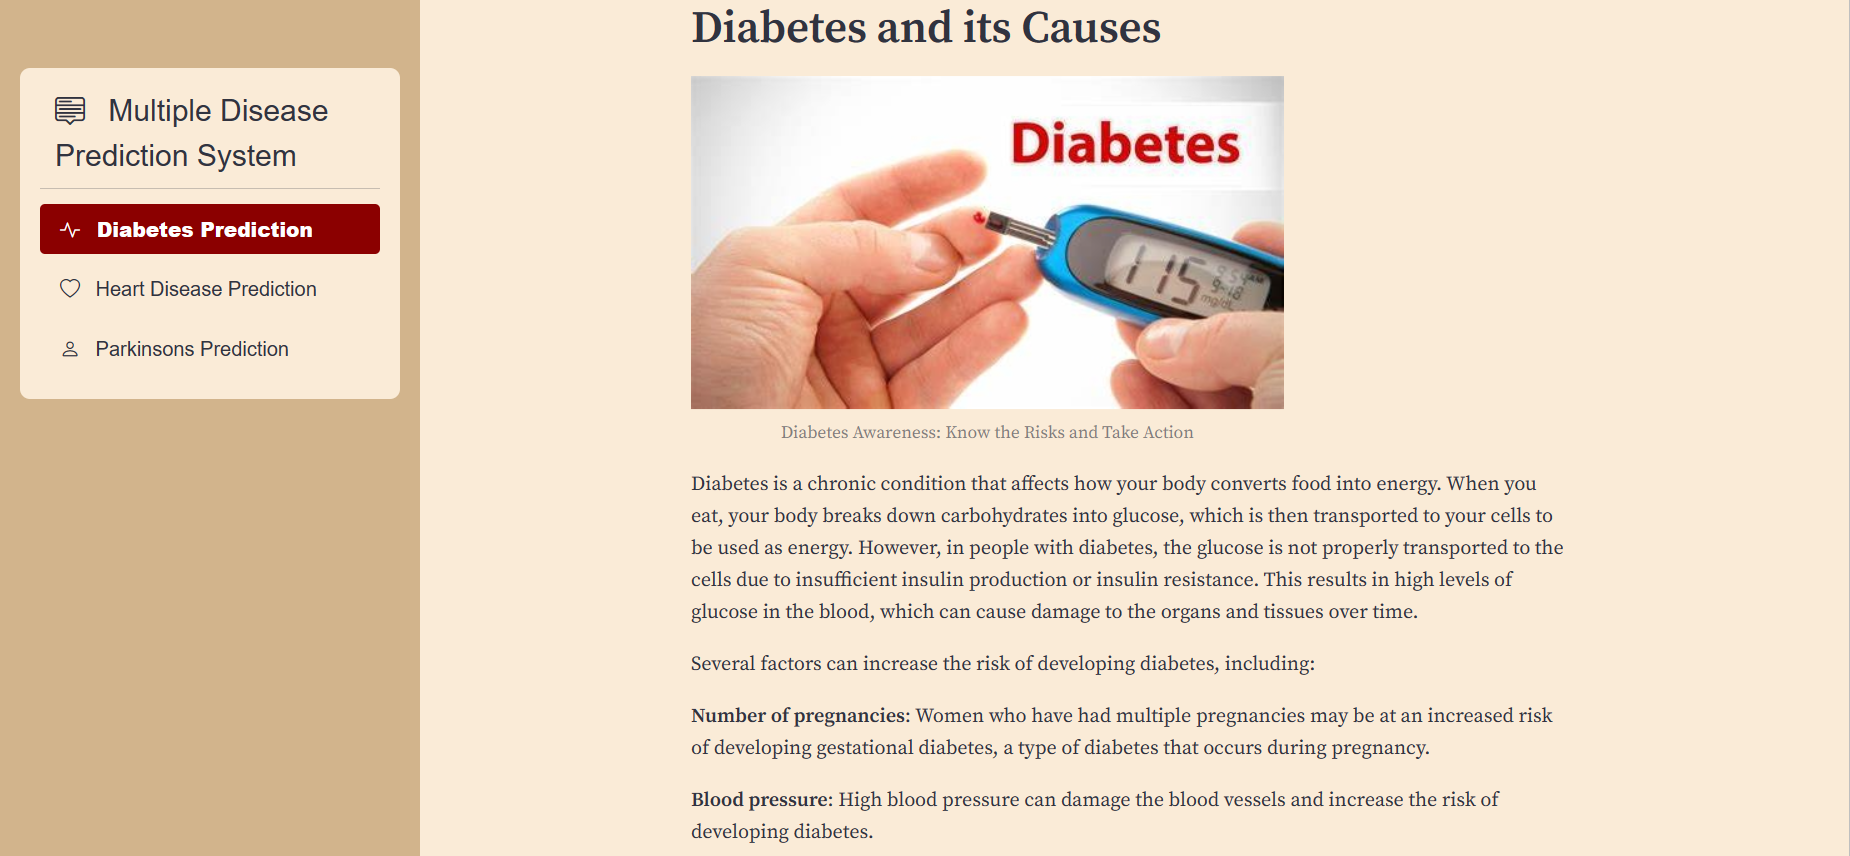 Multiple Disease
Prediction System
Diabetes Prediction
Heart Disease Prediction
Parkinsons Prediction
Diabetes and its Causes
Diabetes
115
9-18
mg/dL
Diabetes Awareness: Know the Risks and Take Action
Diabetes is a chronic condition that affects how your body converts food into energy. When you
eat, your body breaks down carbohydrates into glucose, which is then transported to your cells to
be used as energy. However, in people with diabetes, the glucose is not properly transported to the
cells due to insufficient insulin production or insulin resistance. This results in high levels of
glucose in the blood, which can cause damage to the organs and tissues over time.
Several factors can increase the risk of developing diabetes, including:
Number of pregnancies: Women who have had multiple pregnancies may be at an increased risk
of developing gestational diabetes, a type of diabetes that occurs during pregnancy.
Blood pressure: High blood pressure can damage the blood vessels and increase the risk of
developing diabetes.